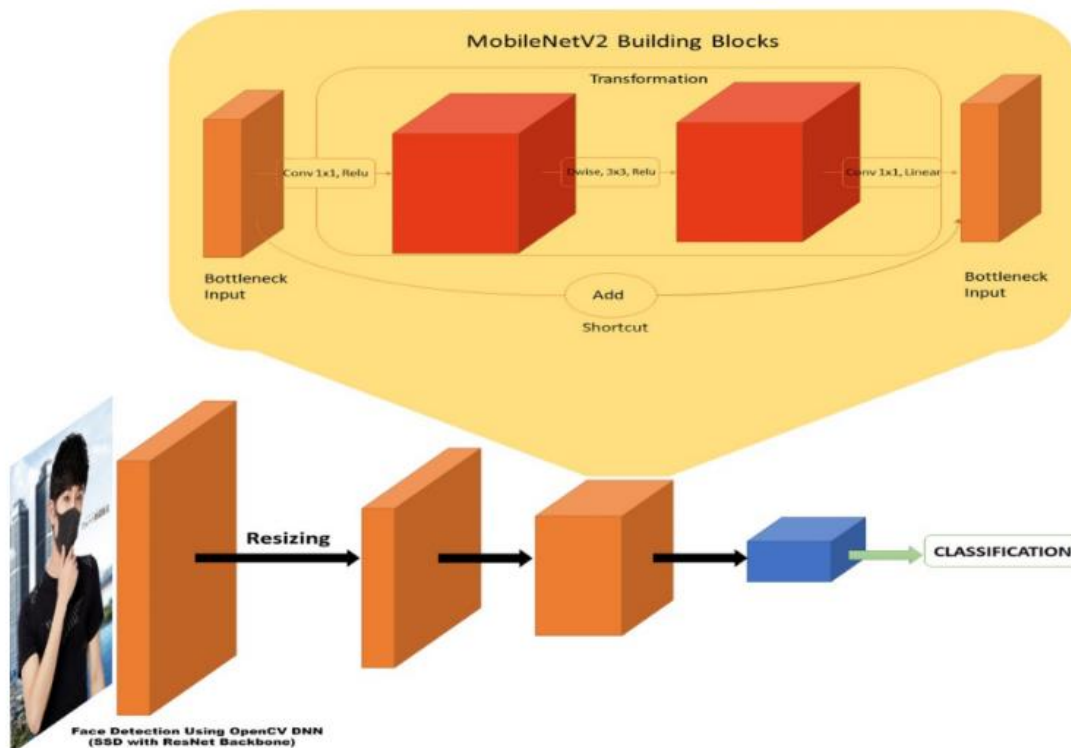 MobileNetV2 Building Blocks
Transformation
Conv 1x1, Relu
Dwise, 3x3, Relu
Conv 1x1, Linear
Bottleneck
Input
Add
Shortcut
Bottleneck
Input
Resizing
CLASSIFICATION
Face Detection Using OpenCV DNN
(SSD with ResNet Backbone)